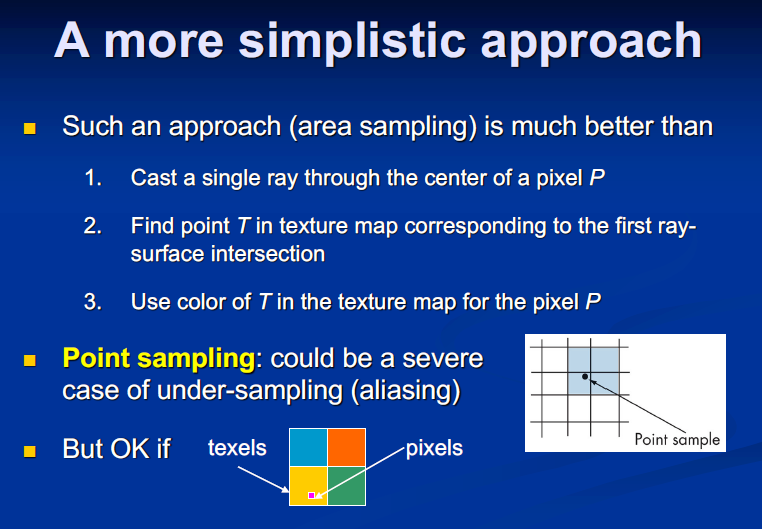 A more simplistic approach
Such an approach (area sampling) is much better than
1. Cast a single ray through the center of a pixel P
2. Find point T in texture map corresponding to the first ray-
surface intersection
3. Use color of T in the texture map for the pixel P
Point sampling: could be a severe
case of under-sampling (aliasing)
Point sample
But OK if
texels
pixels